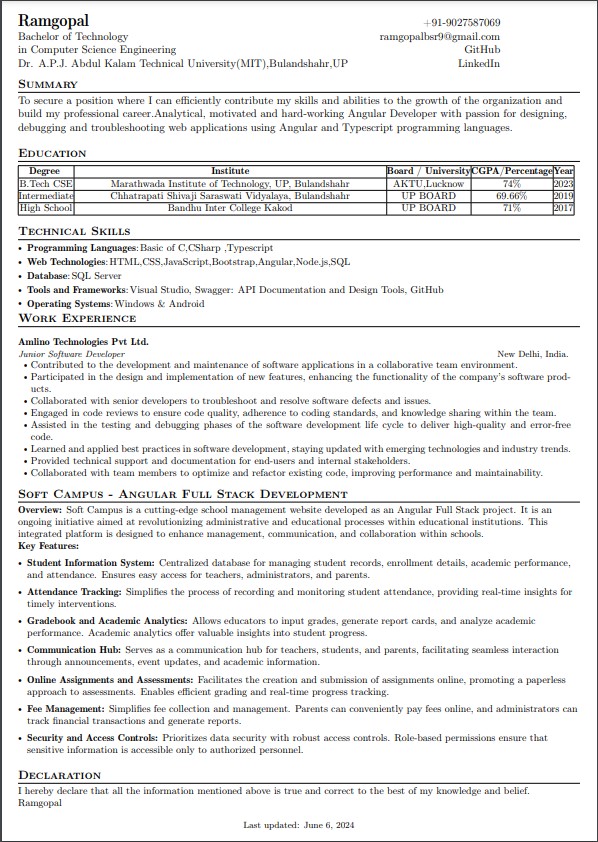 Ramgopal
+91-9027587069
Bachelor of Technology
ramgopalbsr9@gmail.com
in Computer Science Engineering
GitHub
Dr. A.P.J. Abdul Kalam Technical University(MIT),Bulandshahr,UP
LinkedIn
Summary
To secure a position where I can efficiently contribute my skills and abilities to the growth of the organization and
build my professional career.Analytical, motivated and hard-working Angular Developer with passion for designing,
debugging and troubleshooting web applications using Angular and Typescript programming languages.
Education
Degree Institute Board / University CGPA/Percentage Year
B.Tech CSE Marathwada Institute of Technology, UP, Bulandshahr AKTU,Lucknow 74% 2023
Intermediate Chhatrapati Shivaji Saraswati Vidyalaya, Bulandshahr UP BOARD 69.66% 2019
High School Bandhu Inter College Kakod UP BOARD 71% 2017
Technical Skills
• Programming Languages:Basic of C,CSharp ,Typescript
• Web Technologies:HTML,CSS,JavaScript,Bootstrap,Angular,Node.js,SQL
• Database:SQL Server
• Tools and Frameworks:Visual Studio, Swagger: API Documentation and Design Tools, GitHub
• Operating Systems:Windows & Android
Work Experience
Amlino Technologies Pvt Ltd.
Junior Software Developer New Delhi, India.
• Contributed to the development and maintenance of software applications in a collaborative team environment.
• Participated in the design and implementation of new features, enhancing the functionality of the company's software prod-
ucts.
• Collaborated with senior developers to troubleshoot and resolve software defects and issues.
• Engaged in code reviews to ensure code quality, adherence to coding standards, and knowledge sharing within the team.
• Assisted in the testing and debugging phases of the software development life cycle to deliver high-quality and error-free
code.
• Learned and applied best practices in software development, staying updated with emerging technologies and industry trends.
• Provided technical support and documentation for end-users and internal stakeholders.
• Collaborated with team members to optimize and refactor existing code, improving performance and maintainability.
Soft Campus - Angular Full Stack Development
Overview: Soft Campus is a cutting-edge school management website developed as an Angular Full Stack project. It is an
ongoing initiative aimed at revolutionizing administrative and educational processes within educational institutions. This
integrated platform is designed to enhance management, communication, and collaboration within schools.
Key Features:
• Student Information System: Centralized database for managing student records, enrollment details, academic performance,
and attendance. Ensures easy access for teachers, administrators, and parents.
• Attendance Tracking: Simplifies the process of recording and monitoring student attendance, providing real-time insights for
timely interventions.
• Gradebook and Academic Analytics: Allows educators to input grades, generate report cards, and analyze academic
performance. Academic analytics offer valuable insights into student progress.
• Communication Hub: Serves as a communication hub for teachers, students, and parents, facilitating seamless interaction
through announcements, event updates, and academic information.
• Online Assignments and Assessments: Facilitates the creation and submission of assignments online, promoting a paperless
approach to assessments. Enables efficient grading and real-time progress tracking.
• Fee Management: Simplifies fee collection and management. Parents can conveniently pay fees online, and administrators can
track financial transactions and generate reports.
• Security and Access Controls: Prioritizes data security with robust access controls. Role-based permissions ensure that
sensitive information is accessible only to authorized personnel.
Declaration
I hereby declare that all the information mentioned above is true and correct to the best of my knowledge and belief.
Ramgopal
Last updated: June 6, 2024